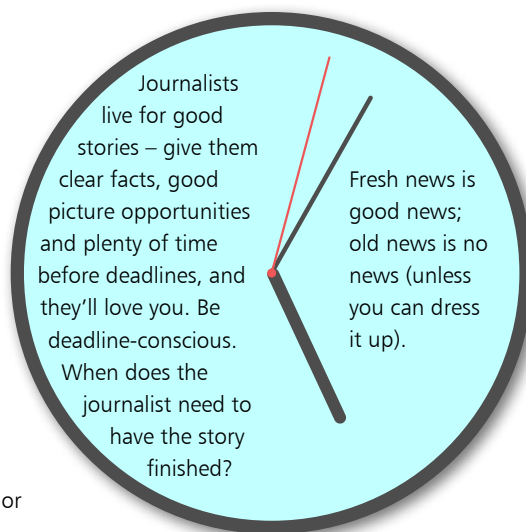 Journalists
live for good
stories – give them
clear facts, good
picture opportunities
and plenty of time
before deadlines, and
they’ll love you. Be
deadline-conscious.
When does the
journalist need to
have the story
finished?
Fresh news is
good news;
old news is no
news (unless
you can dress
it up).
or